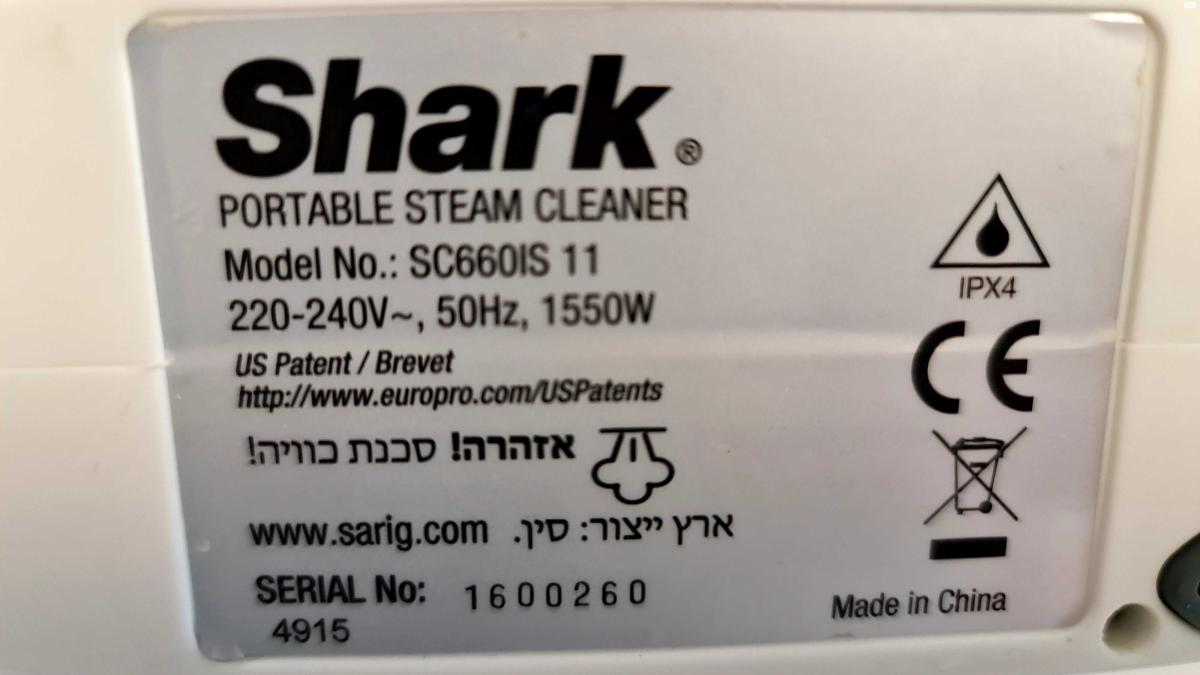 Shark®
PORTABLE STEAM CLEANER
Model No.: SC660IS 11
220-240V~, 50Hz, 1550W
US Patent / Brevet
http://www.europro.com/USPatents
אזהרה! סכנת כוויה!
ארץ ייצור: סין. www.sarig.com
SERIAL No: 1600260
4915
IPX4
CE
Made in China